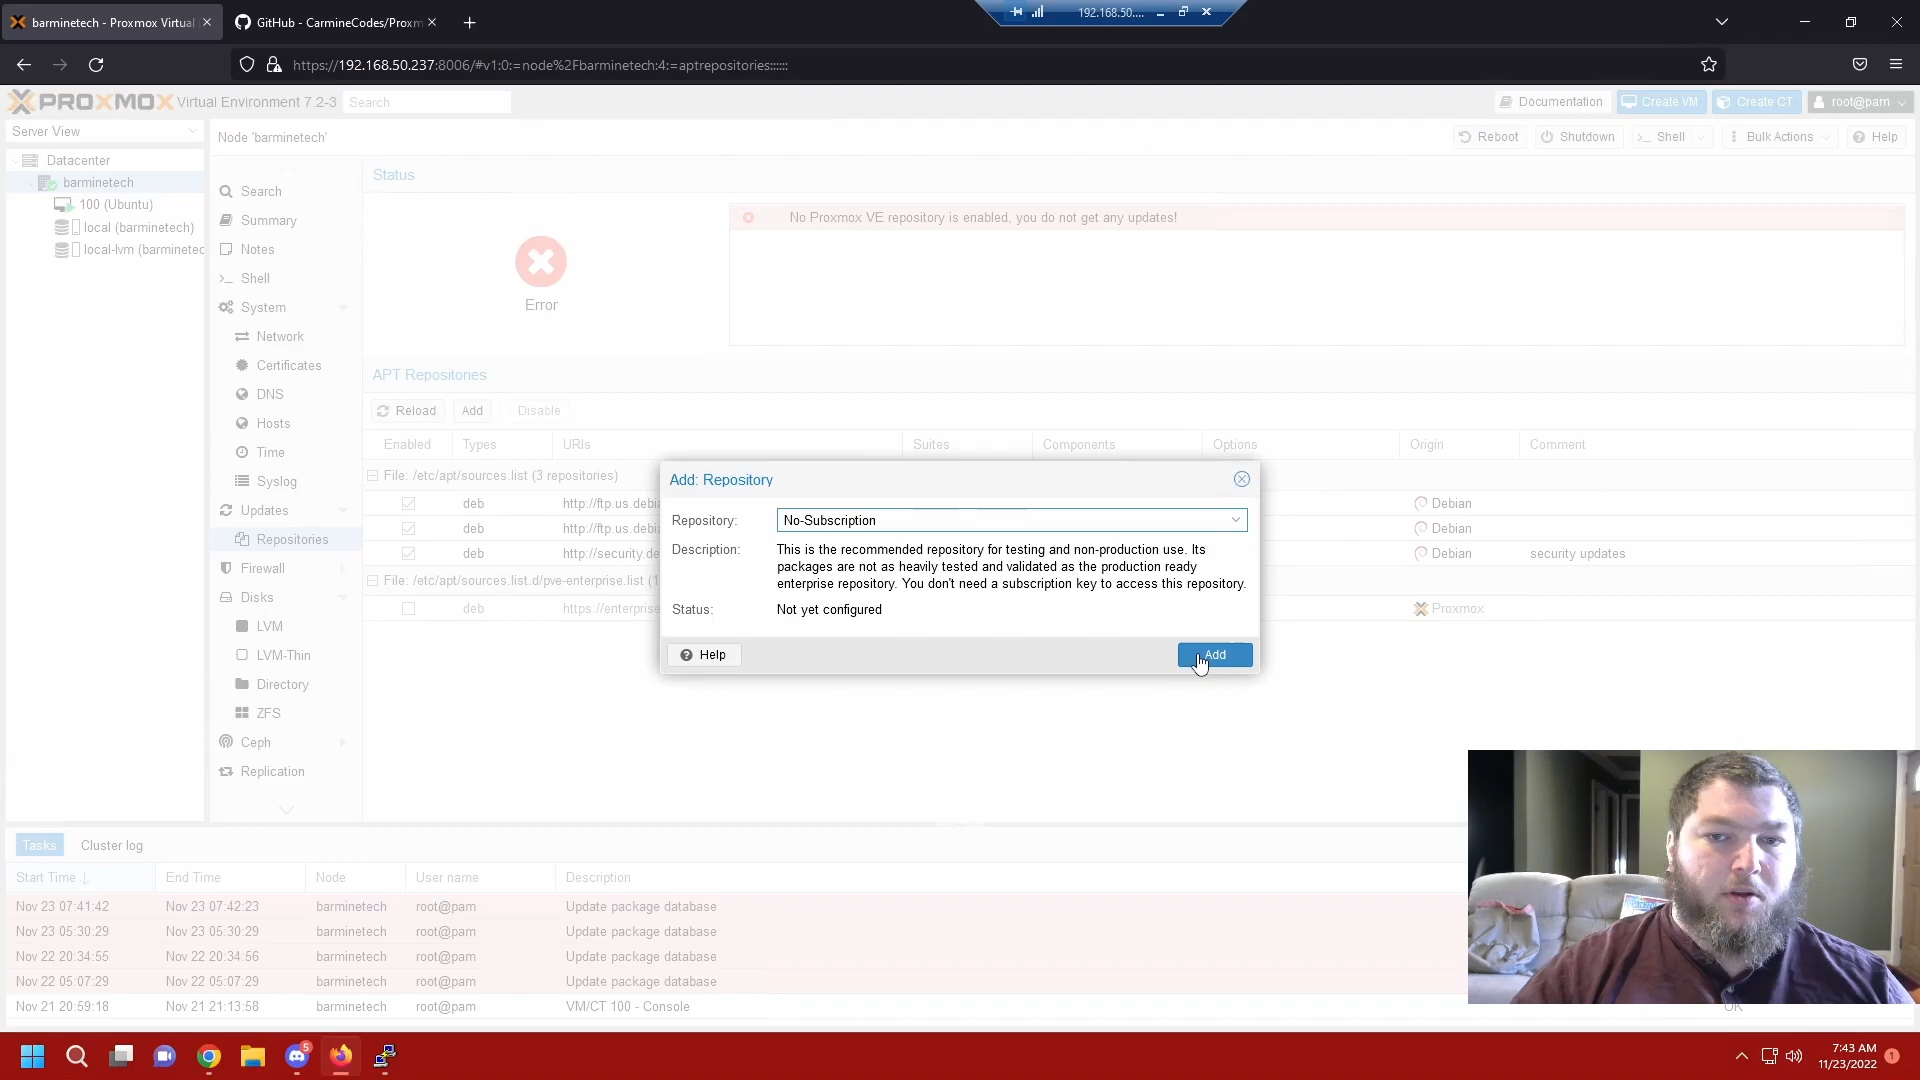 barminetech - Proxmox Virtual
GitHub - CarmineCodes/Proxm
192.168.50....
https://192.168.50.237:8006/#v1:0:=node%2Fbarminetech:4:=aptrepositories::::::
PROXMOX Virtual Environment 7.2-3
Search
Documentation
Create VM
Create CT
root@pam
Server View
Node 'barminetech'
Reboot
Shutdown
Shell
Bulk Actions
Help
Datacenter
barminetech
100 (Ubuntu)
local (barminetech)
local-lvm (barminetec
Search
Summary
Notes
Shell
System
Network
Certificates
DNS
Hosts
Time
Syslog
Updates
Repositories
Firewall
Disks
LVM
LVM-Thin
Directory
ZFS
Ceph
Replication
Status
Error
No Proxmox VE repository is enabled, you do not get any updates!
APT Repositories
Reload
Add
Disable
Enabled Types URIs Suites Components Options Origin Comment
File: /etc/apt/sources.list (3 repositories)
deb http://ftp.us.debia Debian
deb http://ftp.us.debia Debian
deb http://security.de Debian security updates
File: /etc/apt/sources.list.d/pve-enterprise.list (1
deb https://enterprise Proxmox
Add: Repository
Repository: No-Subscription
Description: This is the recommended repository for testing and non-production use. Its
packages are not as heavily tested and validated as the production ready
enterprise repository. You don't need a subscription key to access this repository.
Status: Not yet configured
Help
Add
Tasks
Cluster log
Start Time End Time Node User name Description
Nov 23 07:41:42 Nov 23 07:42:23 barminetech root@pam Update package database
Nov 23 05:30:29 Nov 23 05:30:29 barminetech root@pam Update package database
Nov 22 20:34:55 Nov 22 20:34:56 barminetech root@pam Update package database
Nov 22 05:07:29 Nov 22 05:07:29 barminetech root@pam Update package database
Nov 21 20:59:18 Nov 21 21:13:58 barminetech root@pam VM/CT 100 - Console OK
5
7:43 AM
11/23/2022
1